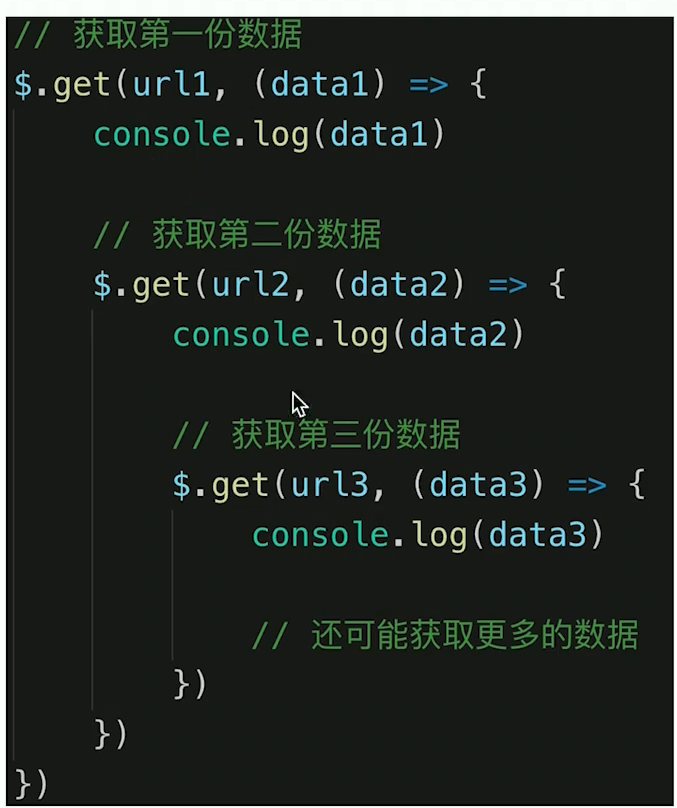 // 获取第一份数据
$.get(url1, (data1) => {
    console.log(data1)
    // 获取第二份数据
    $.get(url2, (data2) => {
        console.log(data2)
        // 获取第三份数据
        $.get(url3, (data3) => {
            console.log(data3)
            // 还可能获取更多的数据
        })
    })
})